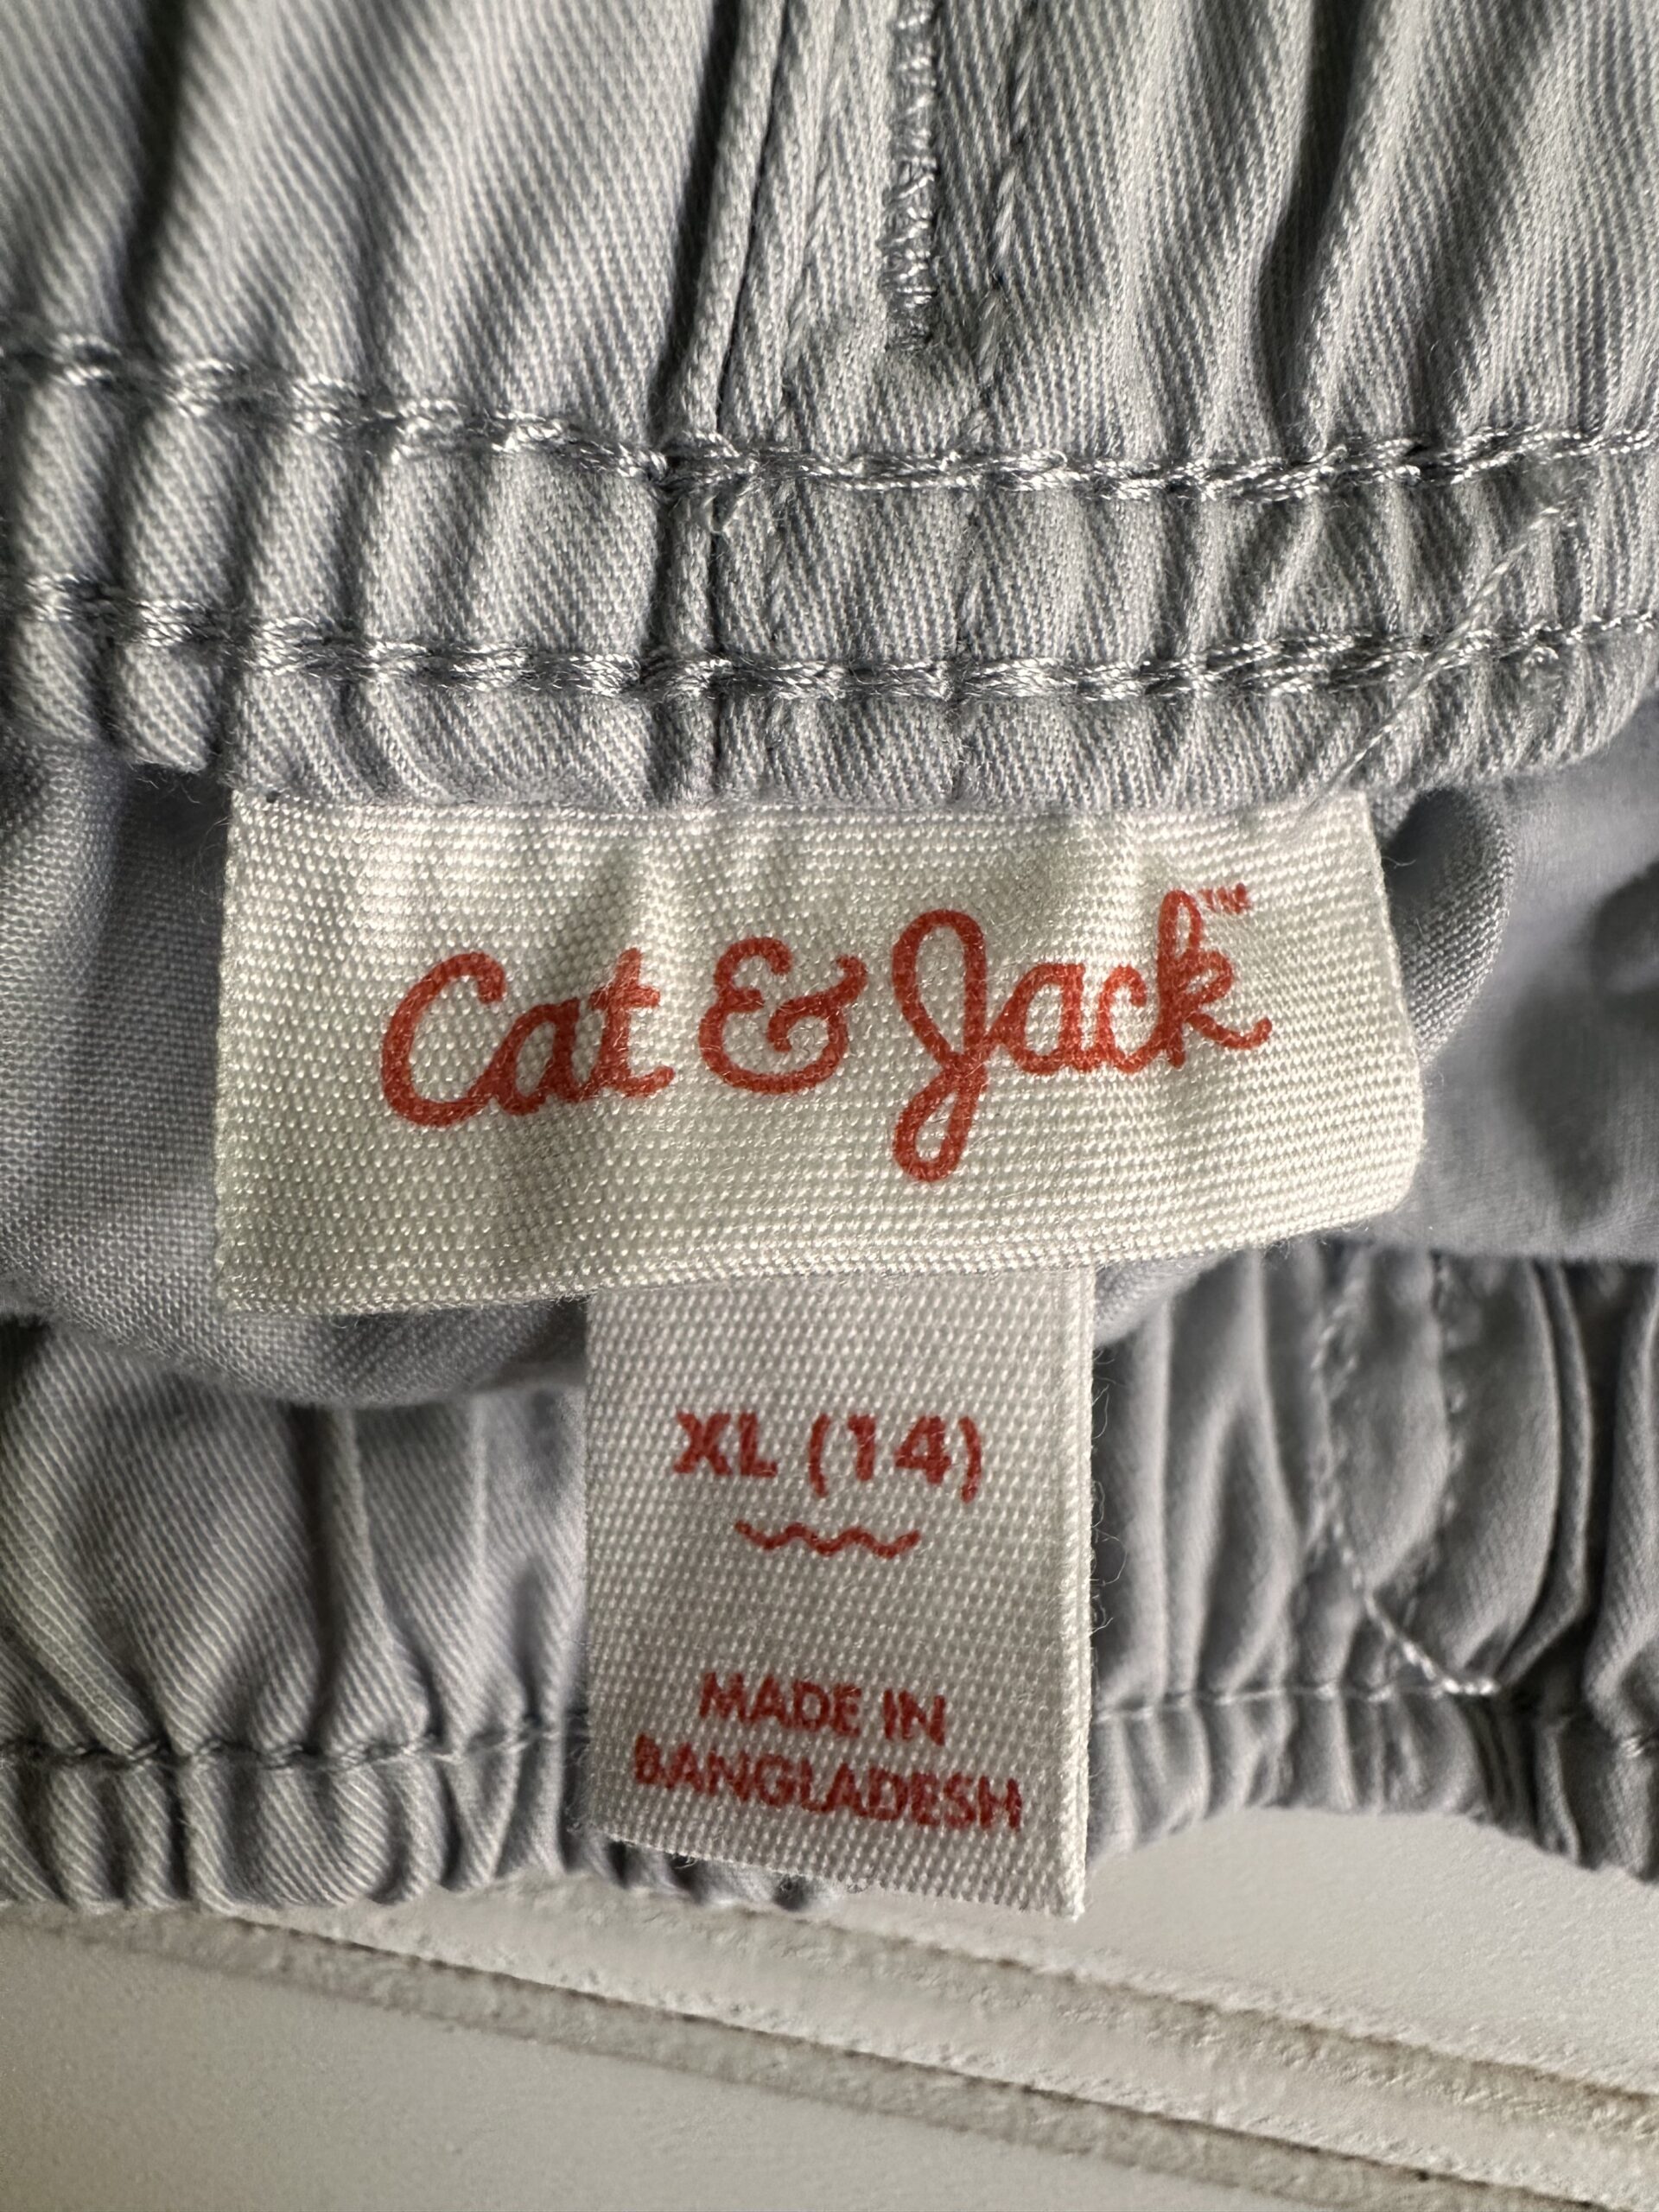 Cat & Jack™
XL (14)
MADE IN
BANGLADESH